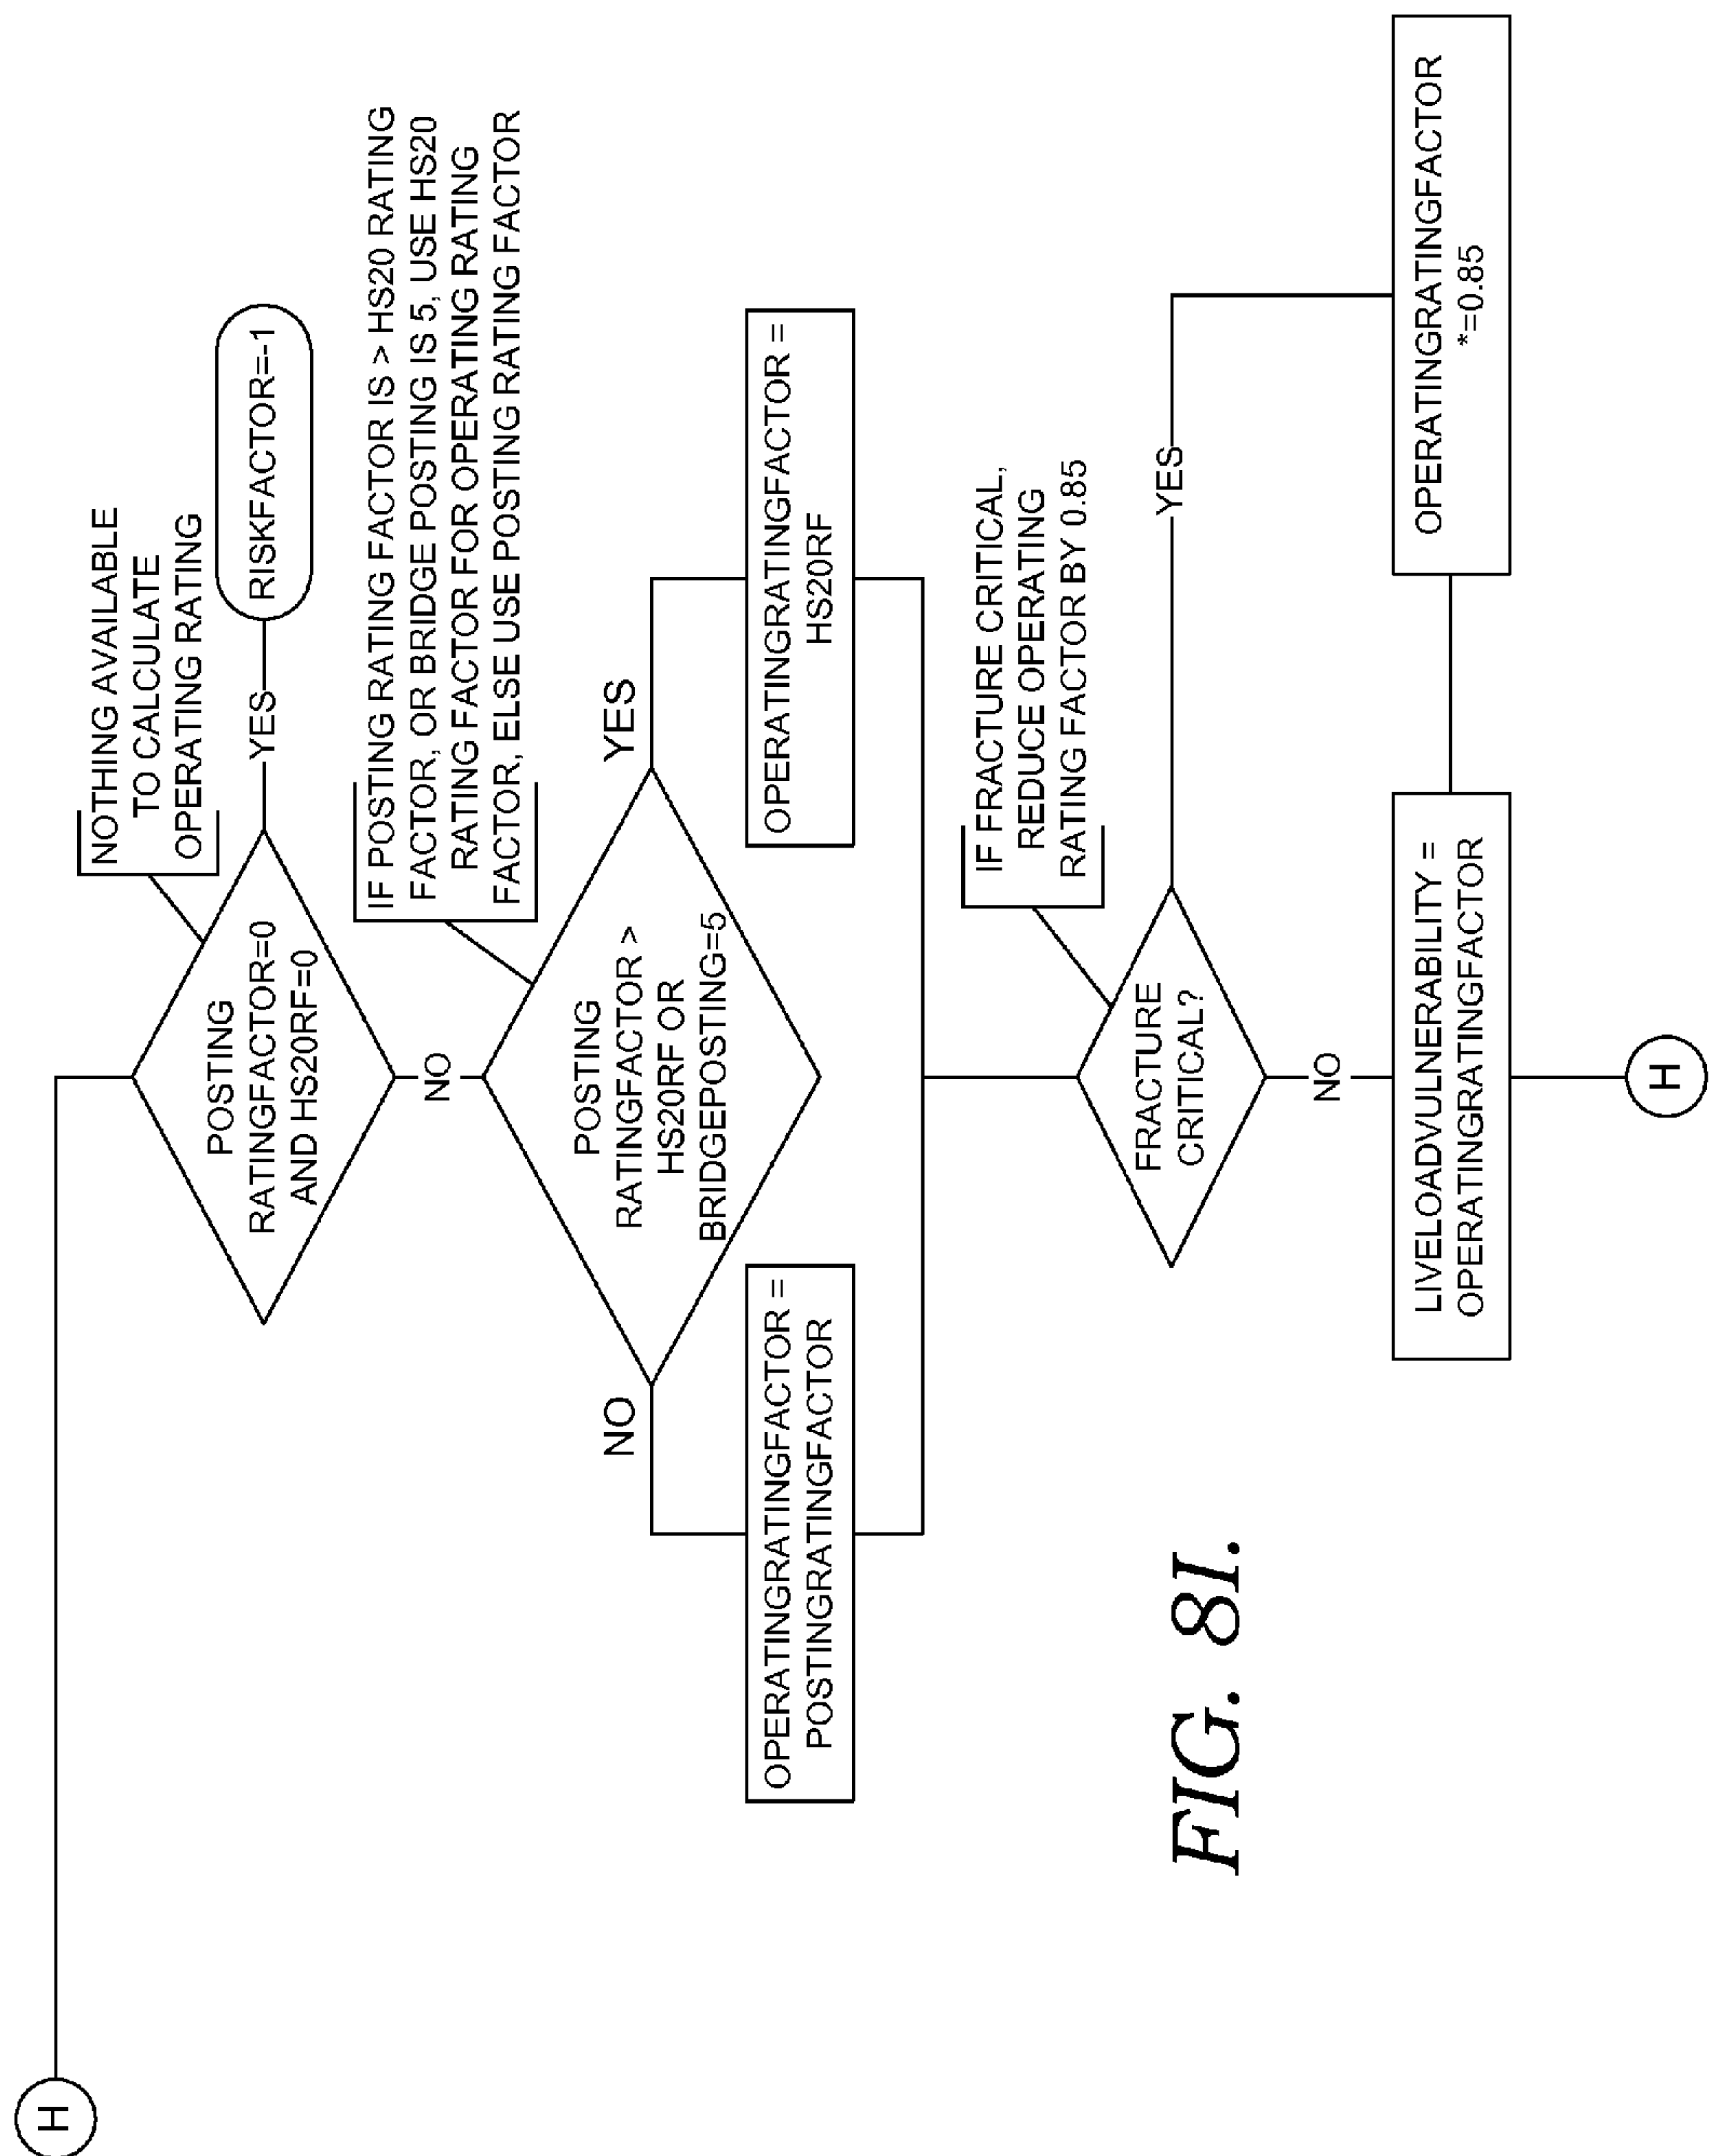 H
NOTHING AVAILABLE
TO CALCULATE
OPERATING RATING
POSTING
RATINGFACTOR=0
AND HS20RF=0
YES
RISKFACTOR=-1
NO
IF POSTING RATING FACTOR IS > HS20 RATING
FACTOR, OR BRIDGE POSTING IS 5, USE HS20
RATING FACTOR FOR OPERATING RATING
FACTOR, ELSE USE POSTING RATING FACTOR
POSTING
RATINGFACTOR >
HS20RF OR
BRIDGEPOSTING=5
NO
YES
OPERATINGRATINGFACTOR =
POSTINGRATINGFACTOR
OPERATINGRATINGFACTOR =
HS20RF
IF FRACTURE CRITICAL,
REDUCE OPERATING
RATING FACTOR BY 0.85
FRACTURE
CRITICAL?
YES
NO
LIVELOADVULNERABILITY =
OPERATINGRATINGFACTOR
OPERATINGRATINGFACTOR
*=0.85
H
FIG. 8I.